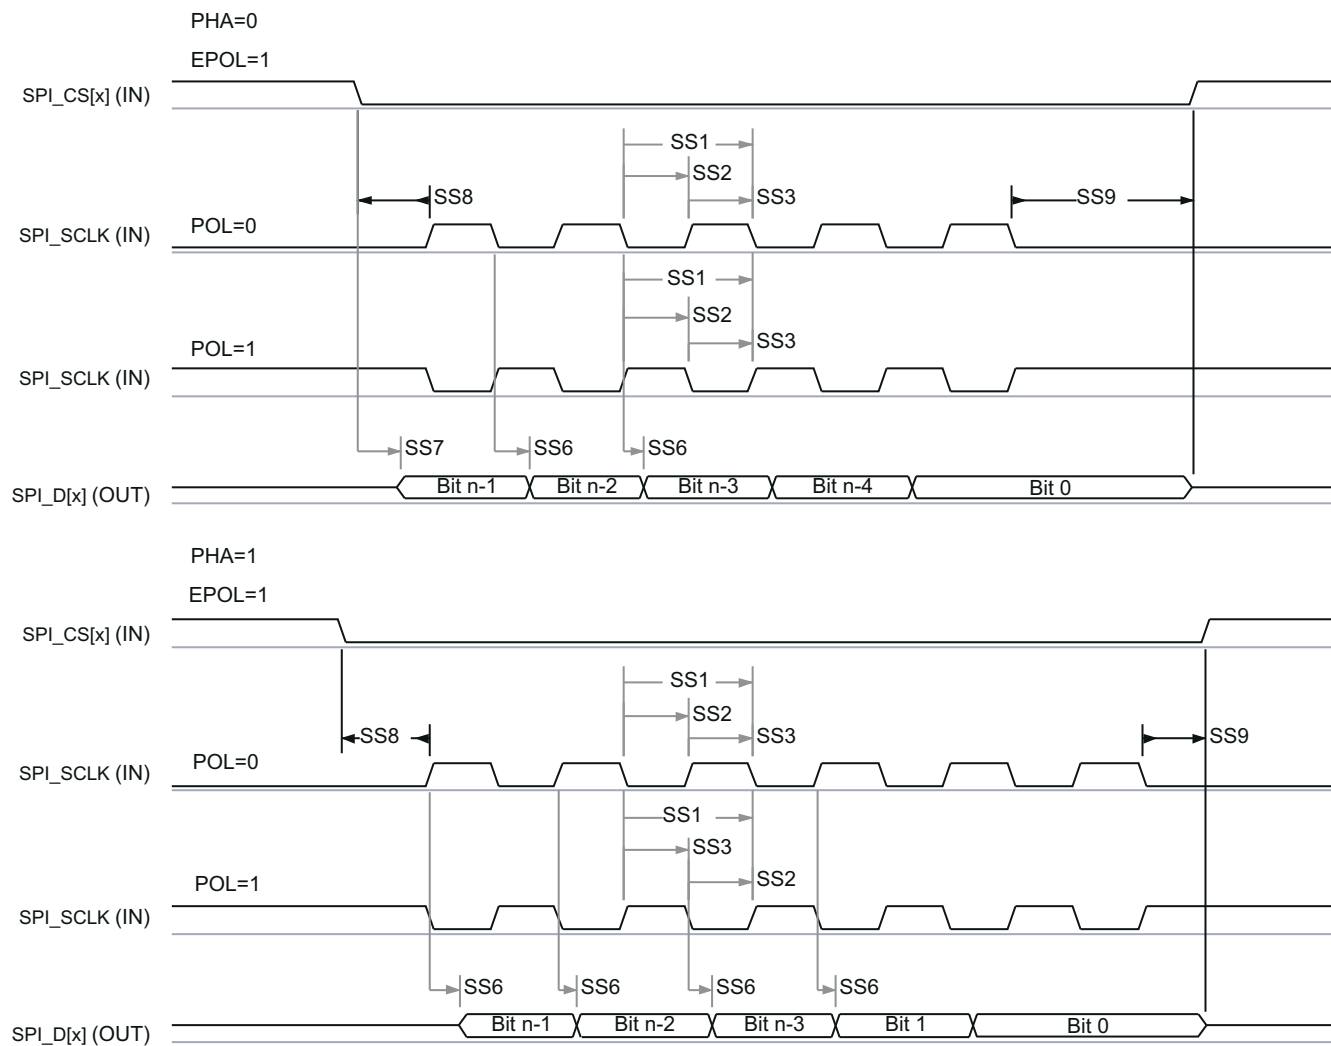 PHA=0
EPOL=1
SPI_CS[x] (IN)
SS1
SS2
SS8 SS3 SS9
POL=0
SPI_SCLK (IN)
SS1
SS2
SS3
POL=1
SPI_SCLK (IN)
SS7 SS6 SS6
Bit n-1 Bit n-2 Bit n-3 Bit n-4 Bit 0
SPI_D[x] (OUT)
PHA=1
EPOL=1
SPI_CS[x] (IN)
SS1
SS2
SS8 SS3 SS9
POL=0
SPI_SCLK (IN)
SS1
SS3
SS2
POL=1
SPI_SCLK (IN)
SS6 SS6 SS6 SS6
Bit n-1 Bit n-2 Bit n-3 Bit 1 Bit 0
SPI_D[x] (OUT)